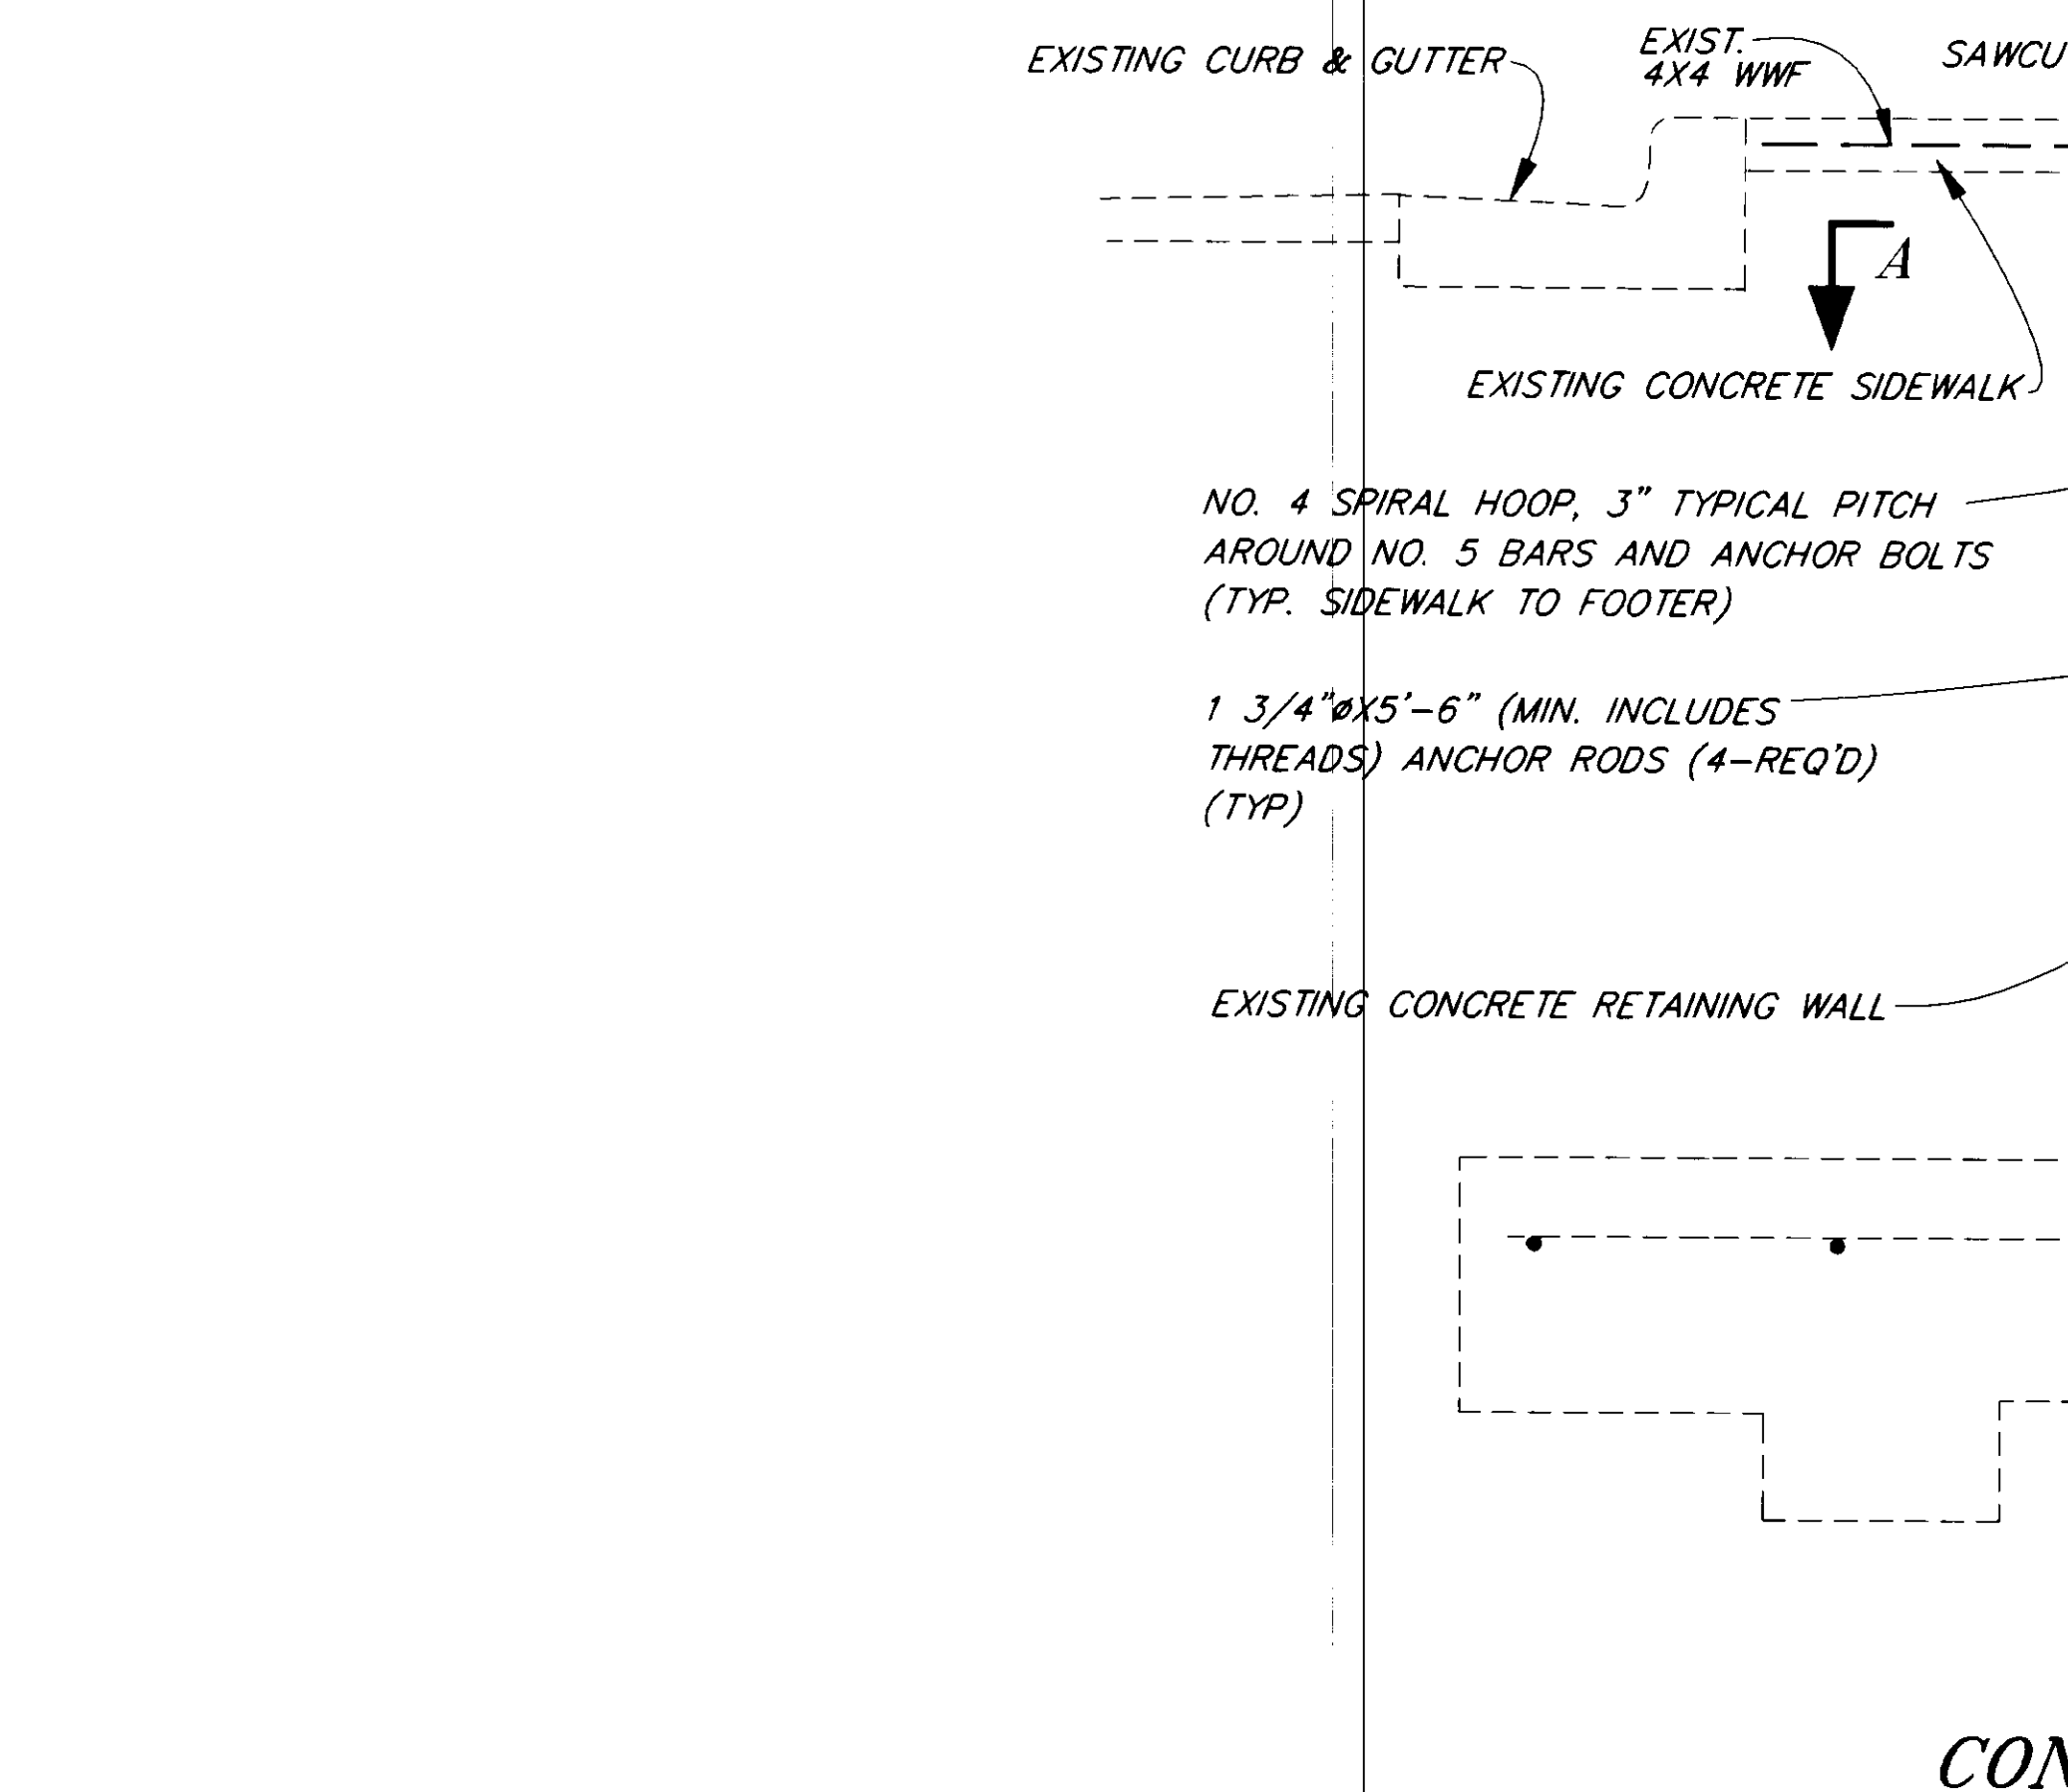 EXISTING CURB & GUTTER
EXIST.
4X4 WWF
SAWCU
A
EXISTING CONCRETE SIDEWALK
NO. 4 SPIRAL HOOP, 3" TYPICAL PITCH
AROUND NO. 5 BARS AND ANCHOR BOLTS
(TYP. SIDEWALK TO FOOTER)
1 3/4"øX5'-6" (MIN. INCLUDES
THREADS) ANCHOR RODS (4-REQ'D)
(TYP)
EXISTING CONCRETE RETAINING WALL
CON